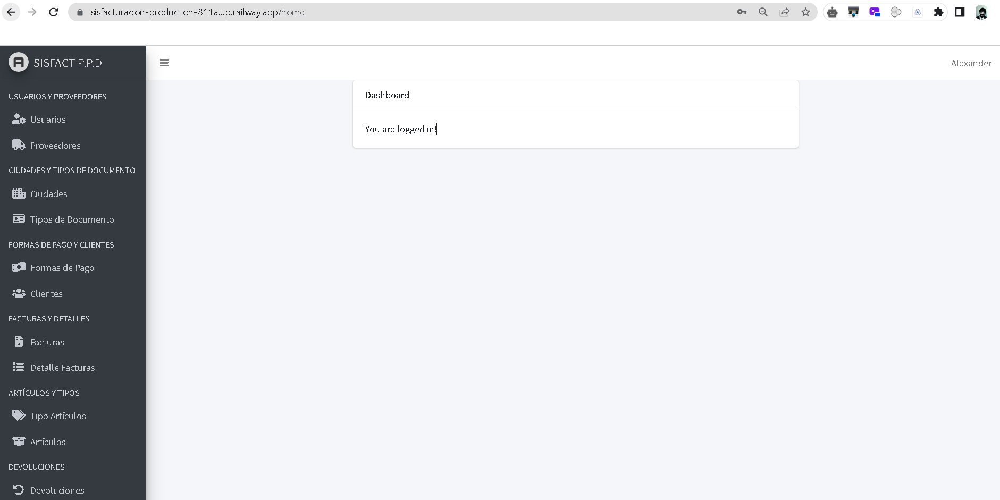 sisfacturacion-production-811a.up.railway.app/home
SISFACT P.P.D
Alexander
USUARIOS Y PROVEEDORES
Usuarios
Proveedores
CIUDADES Y TIPOS DE DOCUMENTO
Ciudades
Tipos de Documento
FORMAS DE PAGO Y CLIENTES
Formas de Pago
Clientes
FACTURAS Y DETALLES
Facturas
Detalle Facturas
ARTÍCULOS Y TIPOS
Tipo Artículos
Artículos
DEVOLUCIONES
Devoluciones
Dashboard
You are logged in!